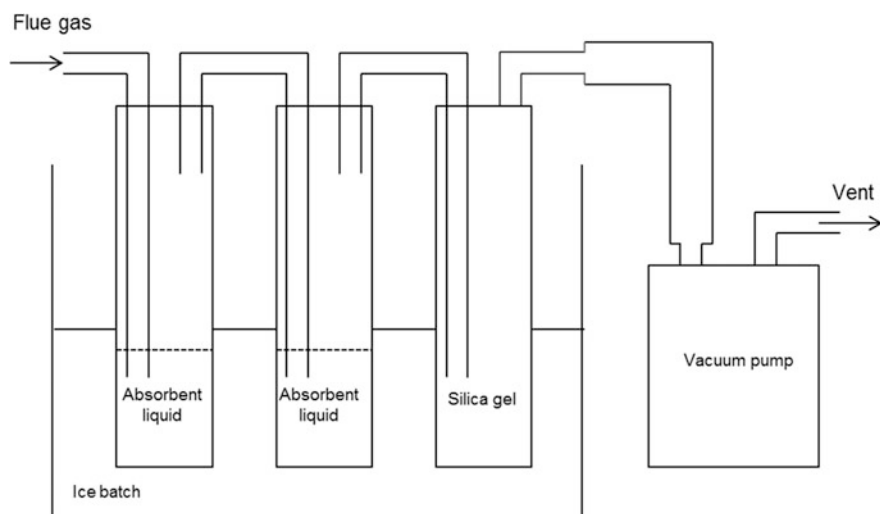 Flue gas
Vent
Vacuum pump
Absorbent
liquid
Absorbent
liquid
Silica gel
Ice batch